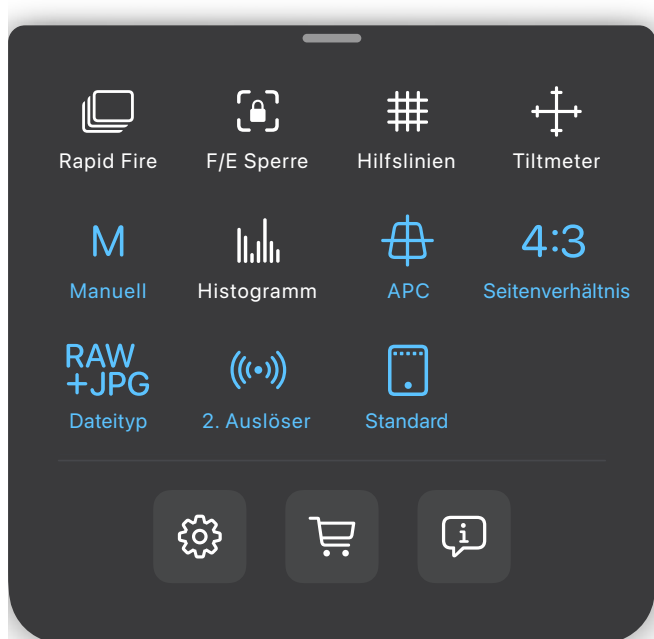 Rapid Fire
F/E Sperre
Hilfslinien
Tiltmeter
M
4:3
Manuell
Histogramm
APC
Seitenverhältnis
RAW
+JPG
Dateityp
2. Auslöser
Standard